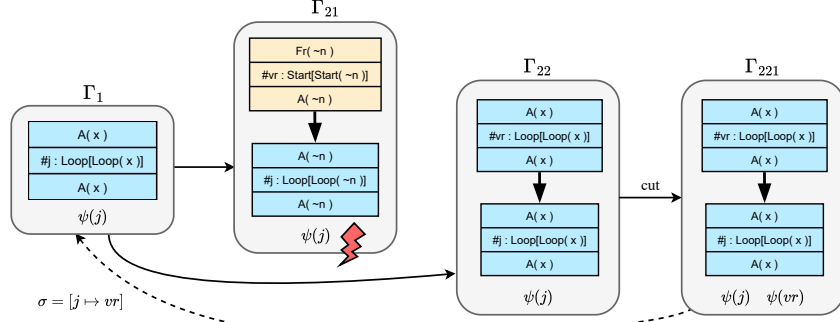 Γ₁
A( x )
#j : Loop[Loop( x )]
A( x )
ψ(j)
σ = [j ↦ vr]
Γ₂₁
Fr( ~n )
#vr : Start[Start( ~n )]
A( ~n )
A( ~n )
#j : Loop[Loop( ~n )]
A( ~n )
ψ(j)
Γ₂₂
A( x )
#vr : Loop[Loop( x )]
A( x )
A( x )
#j : Loop[Loop( x )]
A( x )
ψ(j)
cut
Γ₂₂₁
A( x )
#vr : Loop[Loop( x )]
A( x )
A( x )
#j : Loop[Loop( x )]
A( x )
ψ(j) ψ(vr)